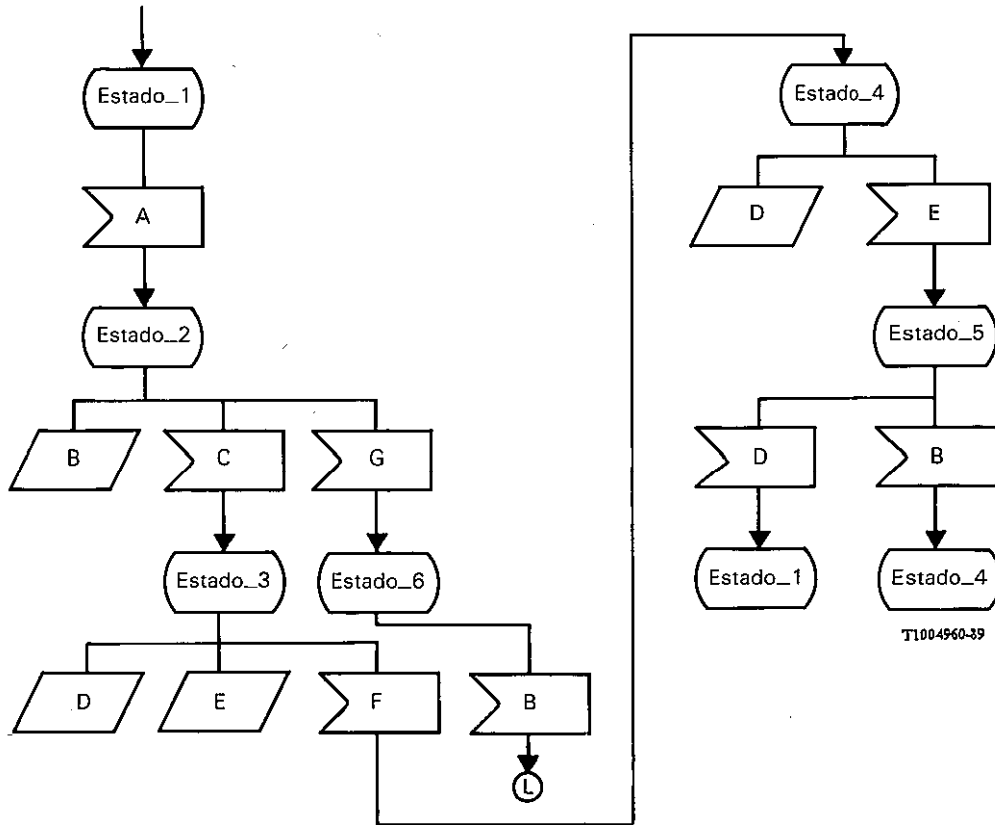 Estado_1
A
Estado_2
B
C
G
Estado_3
Estado_6
D
E
F
B
L
Estado_4
D
E
Estado_5
D
B
Estado_1
Estado_4
T1004960-89